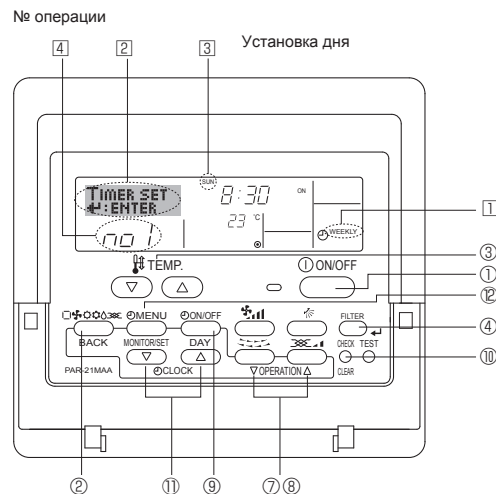 № операции
Установка дня
4 2 3
SUN
TIMER SET
↵:ENTER
8:30 ON
23 °C
no 1
WEEKLY
1
TEMP.
ON/OFF
③
①
⑫
④
⑩
MENU ON/OFF FILTER
BACK MONITOR/SET DAY CHECK TEST
PAR-21MAA CLOCK OPERATION CLEAR
② ⑪ ⑨ ⑦ ⑧